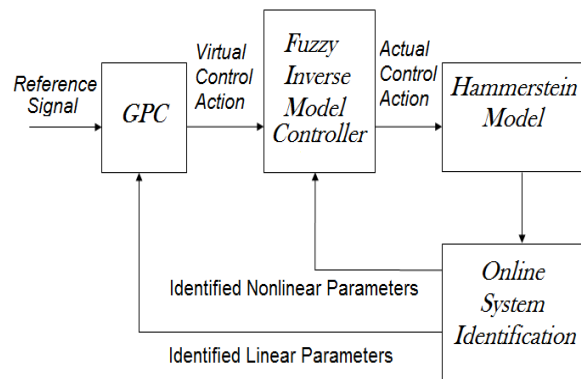 Reference
Signal
GPC
Virtual
Control
Action
Fuzzy
Inverse
Model
Controller
Actual
Control
Action
Hammerstein
Model
Identified Nonlinear Parameters
Online
System
Identification
Identified Linear Parameters